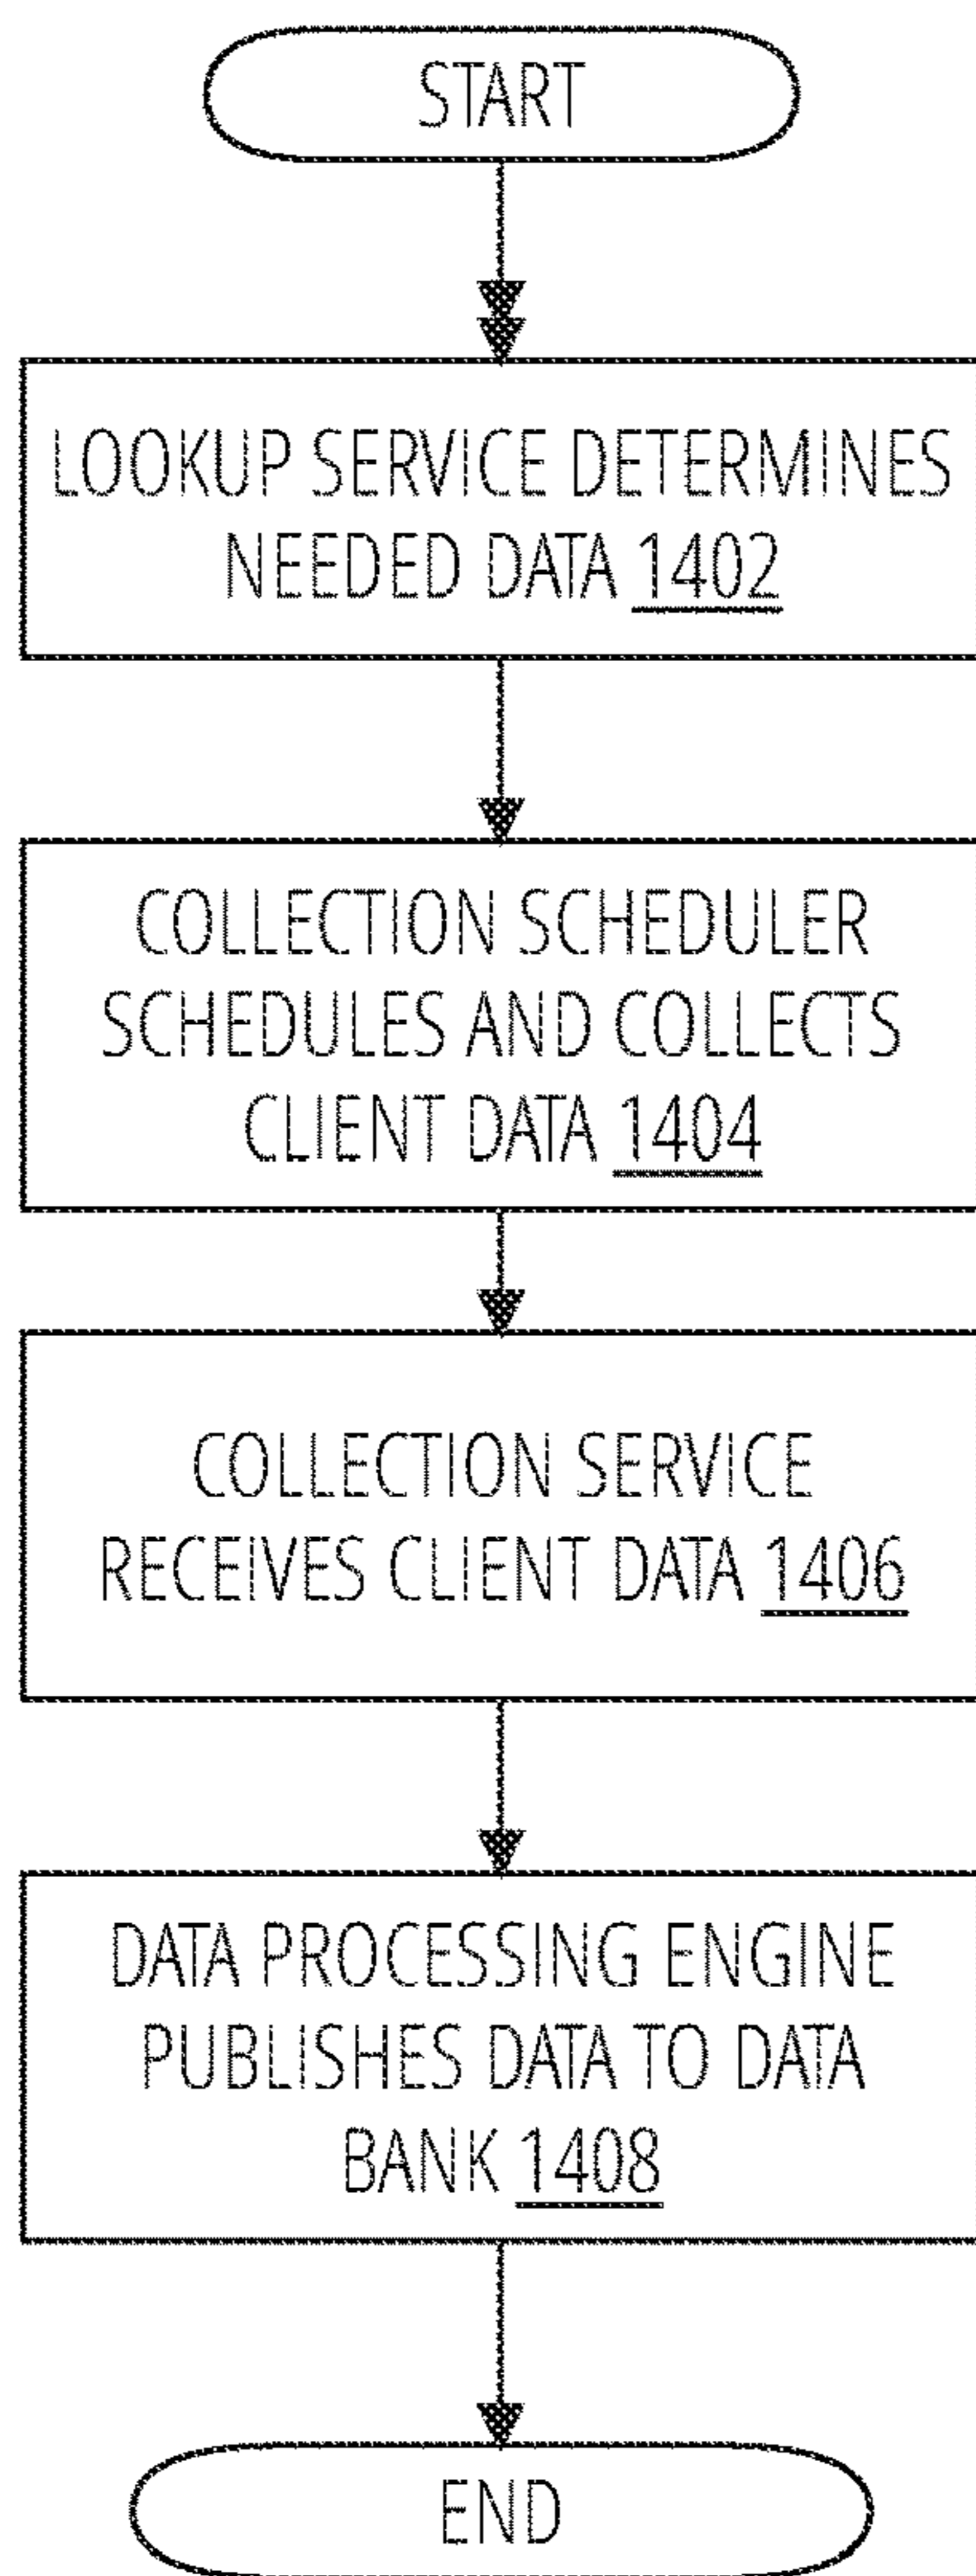 START
LOOKUP SERVICE DETERMINES
NEEDED DATA 1402
COLLECTION SCHEDULER
SCHEDULES AND COLLECTS
CLIENT DATA 1404
COLLECTION SERVICE
RECEIVES CLIENT DATA 1406
DATA PROCESSING ENGINE
PUBLISHES DATA TO DATA
BANK 1408
END